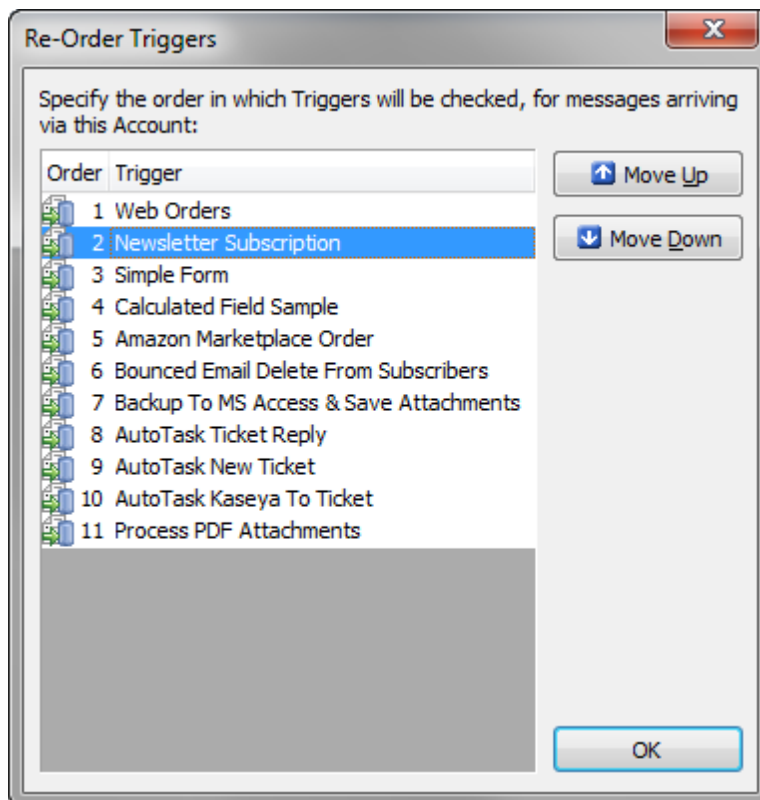 Re-Order Triggers
Specify the order in which Triggers will be checked, for messages arriving
via this Account:
Order Trigger
1 Web Orders
2 Newsletter Subscription
3 Simple Form
4 Calculated Field Sample
5 Amazon Marketplace Order
6 Bounced Email Delete From Subscribers
7 Backup To MS Access & Save Attachments
8 AutoTask Ticket Reply
9 AutoTask New Ticket
10 AutoTask Kaseya To Ticket
11 Process PDF Attachments
Move Up
Move Down
OK